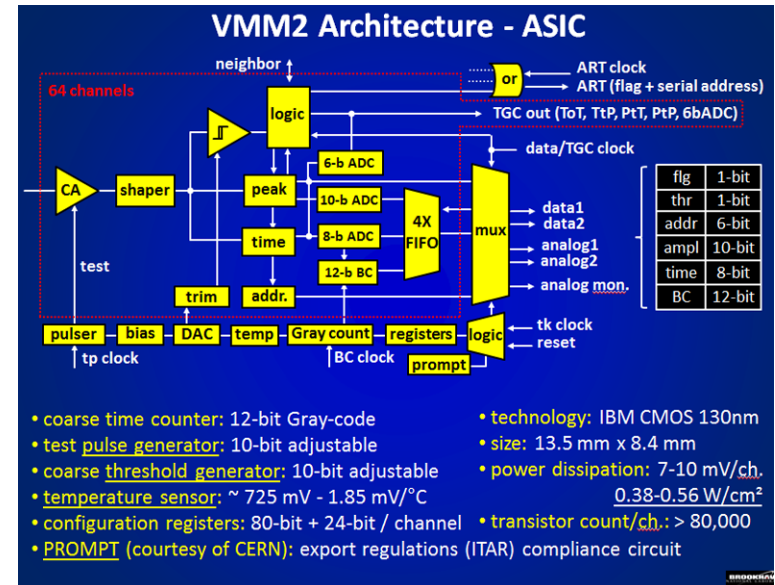 VMM2 Architecture - ASIC
neighbor
ART clock
or
ART (flag + serial address)
64 channels
logic
TGC out (ToT, TtP, PtT, PtP, 6bADC)
data/TGC clock
6-b ADC
CA
shaper
peak
10-b ADC
4X
FIFO
mux
data1
data2
time
8-b ADC
analog1
analog2
12-b BC
test
trim
addr.
analog mon.
flg 1-bit
thr 1-bit
addr 6-bit
ampl 10-bit
time 8-bit
BC 12-bit
pulser
bias
DAC
temp
Gray count
registers
logic
tk clock
reset
tp clock
BC clock
prompt
• coarse time counter: 12-bit Gray-code
• test pulse generator: 10-bit adjustable
• coarse threshold generator: 10-bit adjustable
• temperature sensor: ~ 725 mV - 1.85 mV/°C
• configuration registers: 80-bit + 24-bit / channel
• PROMPT (courtesy of CERN): export regulations (ITAR) compliance circuit
• technology: IBM CMOS 130nm
• size: 13.5 mm x 8.4 mm
• power dissipation: 7-10 mV/ch.
0.38-0.56 W/cm²
• transistor count/ch.: > 80,000